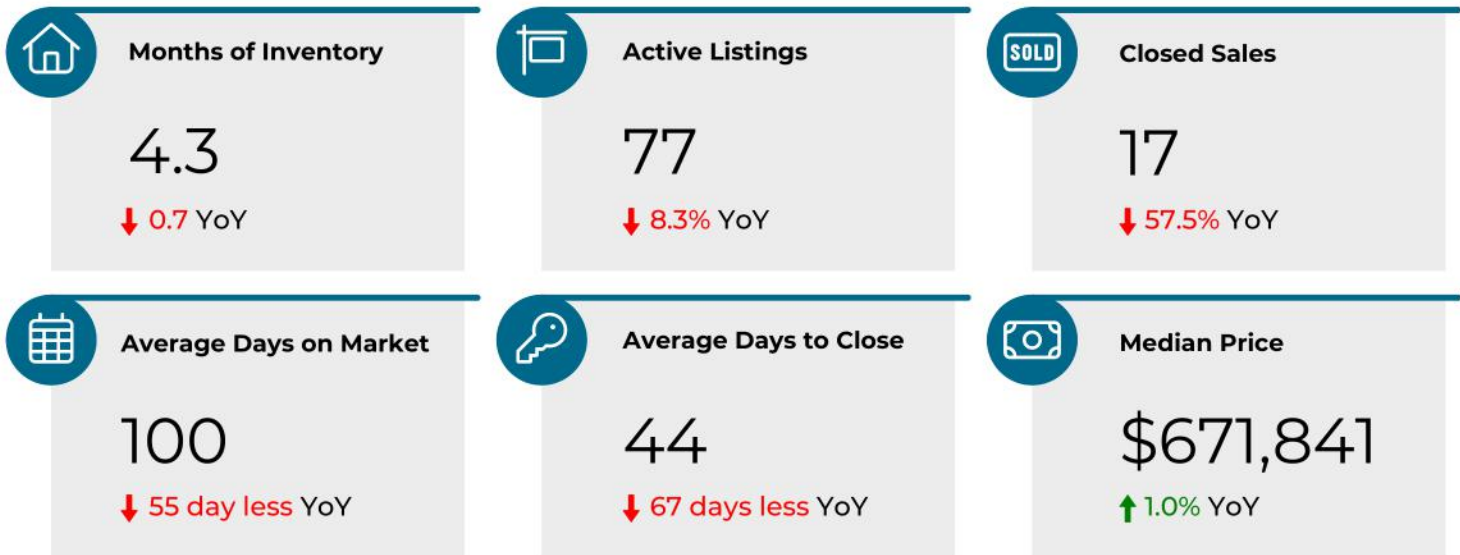 Months of Inventory
4.3
↓ 0.7 YoY
Active Listings
77
↓ 8.3% YoY
SOLD
Closed Sales
17
↓ 57.5% YoY
Average Days on Market
100
↓ 55 day less YoY
Average Days to Close
44
↓ 67 days less YoY
Median Price
$671,841
↑ 1.0% YoY